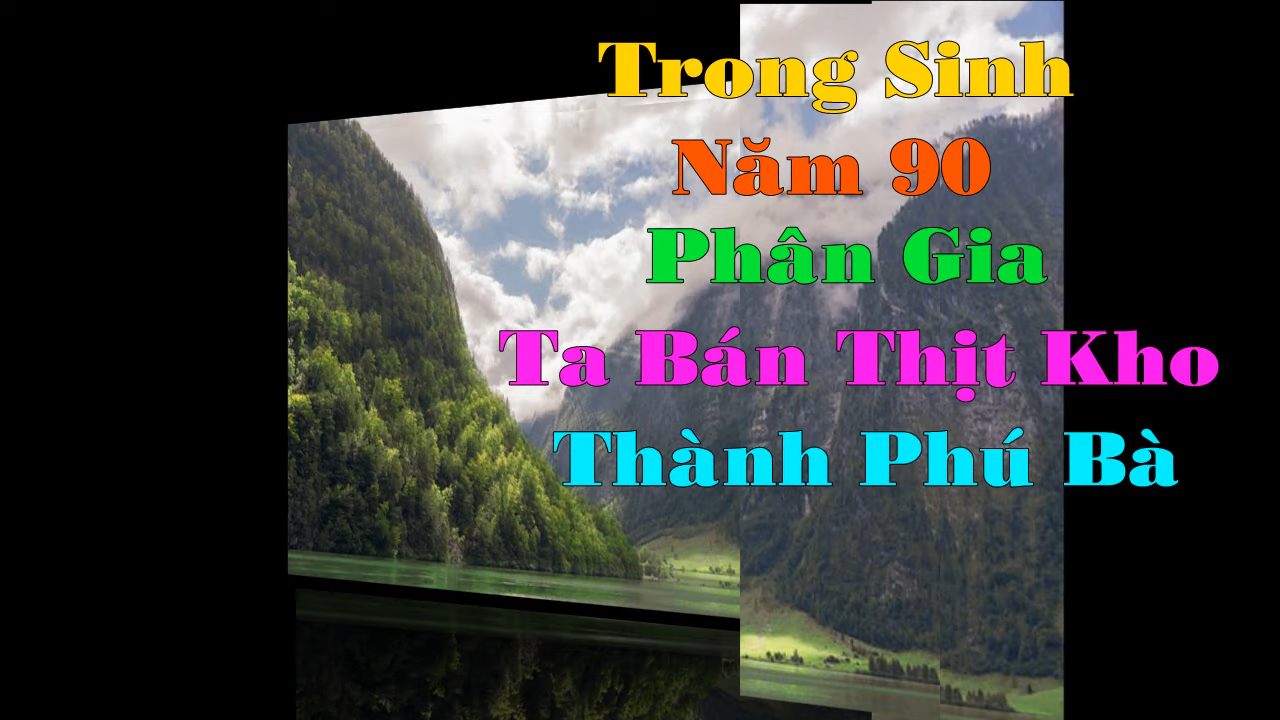 Trong Sinh
Năm 90
Phân Gia
Ta Bán Thịt Kho
Thành Phú Bà